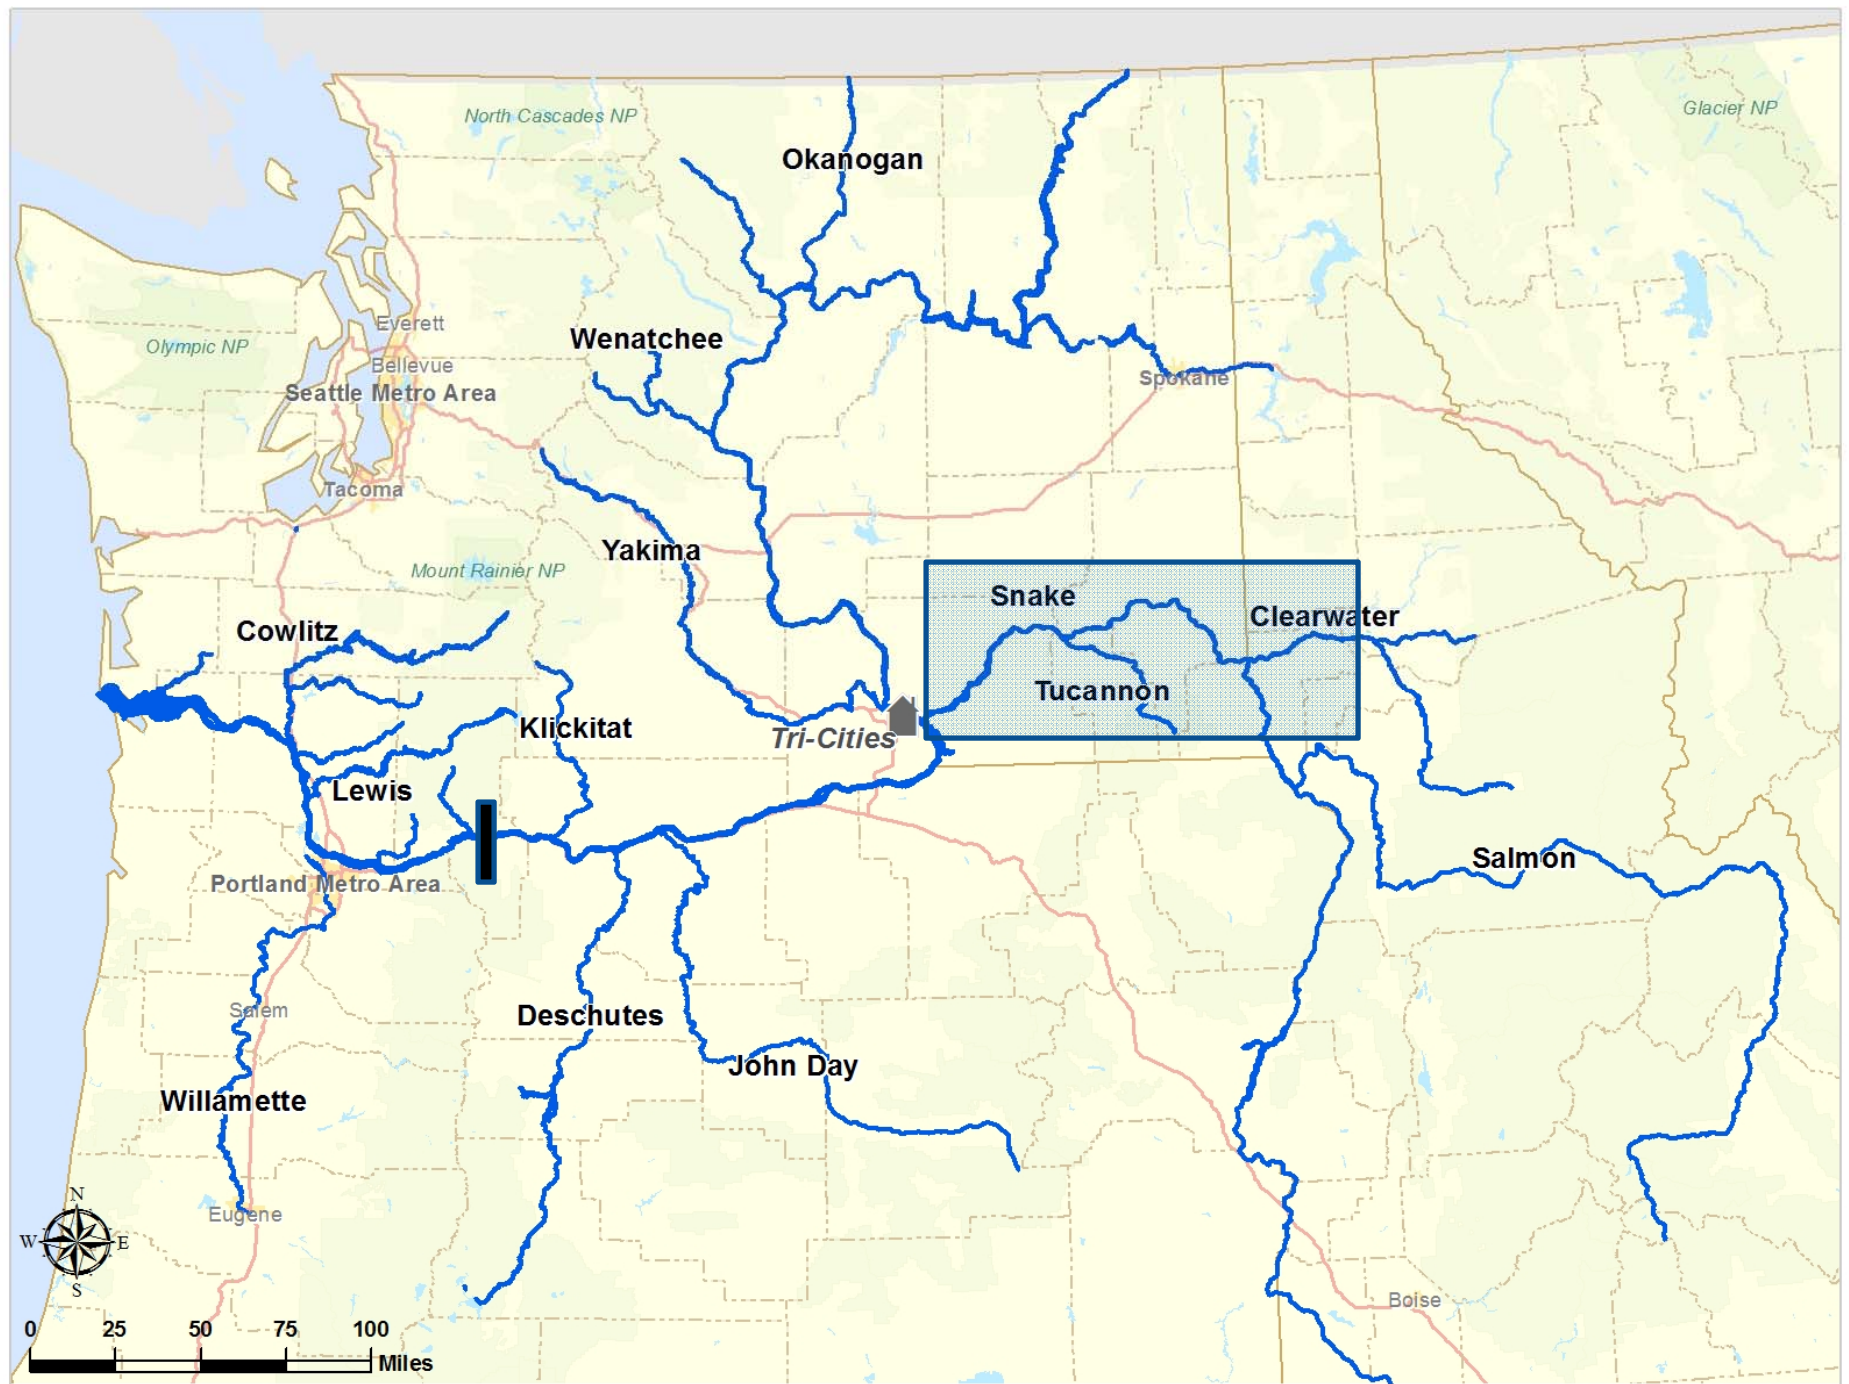 North Cascades NP
Glacier NP
Okanogan
Everett
Wenatchee
Olympic NP
Bellevue
Seattle Metro Area
Spokane
Tacoma
Yakima
Mount Rainier NP
Snake
Clearwater
Cowlitz
Tucannon
Klickitat
Tri-Cities
Lewis
Salmon
Portland Metro Area
Salem
Deschutes
John Day
Willamette
N
Eugene
W E
S
Boise
0 25 50 75 100
Miles